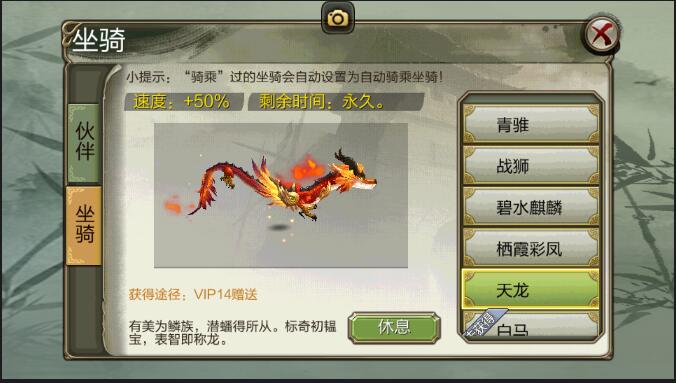 坐骑
小提示：“骑乘”过的坐骑会自动设置为自动骑乘坐骑！
速度：+50%
剩余时间：永久。
伙伴
坐骑
获得途径：VIP14赠送
有美为鳞族，潜蟠得所从。标奇初韫
宝，表智即称龙。
休息
青骓
战狮
碧水麒麟
栖霞彩凤
天龙
未获得
白马